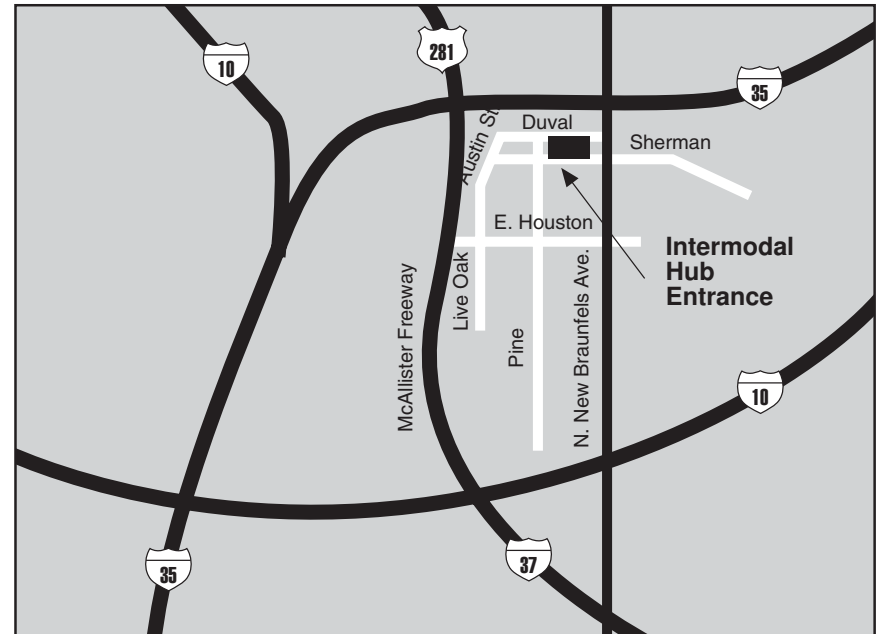 10
281
35
Austin St.
Duval
Sherman
E. Houston
Intermodal
Hub
Entrance
McAllister Freeway
Live Oak
Pine
N. New Braunfels Ave.
10
35
37